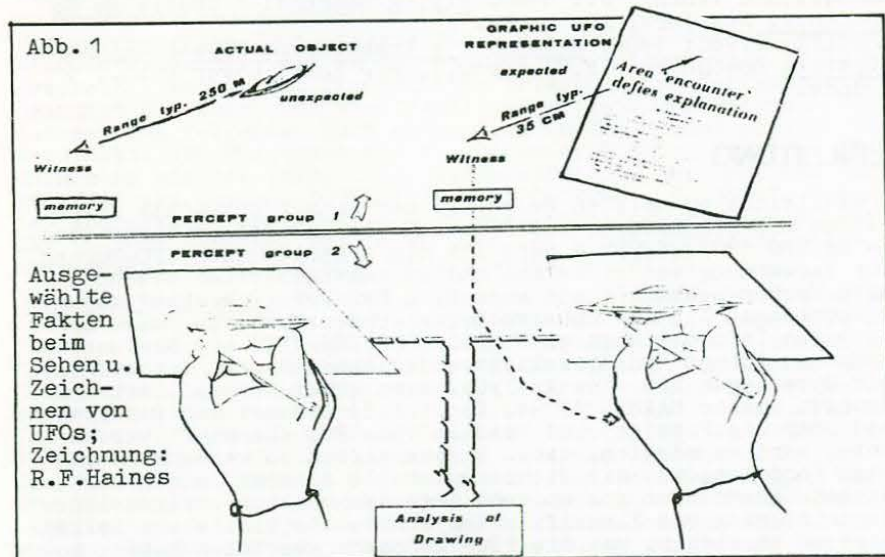 Abb. 1
ACTUAL OBJECT
unexpected
Range typ. 250 M
Witness
memory
GRAPHIC UFO
REPRESENTATION
expected
Range typ.
35 CM
Witness
memory
Area encounter
defies explanation
PERCEPT group 1
PERCEPT group 2
Ausge-
wählte
Fakten
beim
Sehen u.
Zeich-
nen von
UFOs;
Zeichnung:
R.F.Haines
Analysis of
Drawing